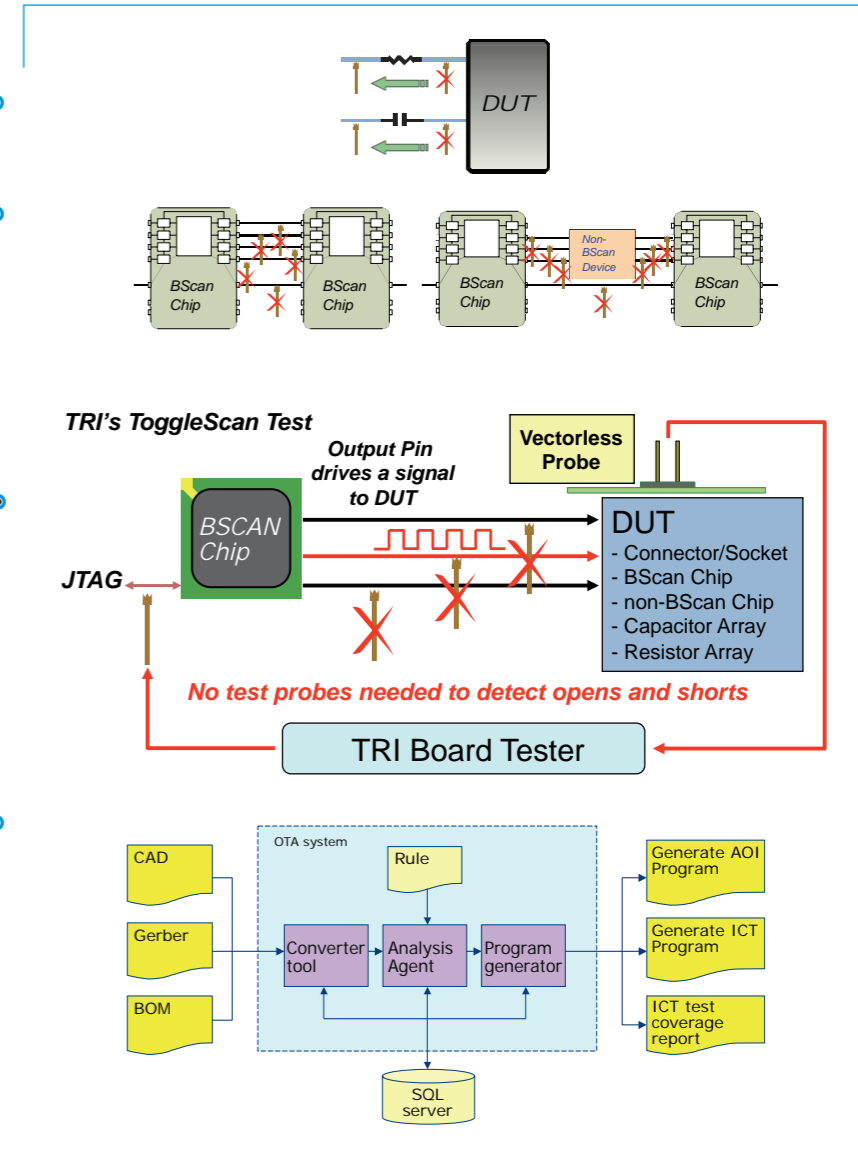 DUT
BScan
Chip
BScan
Chip
BScan
Chip
Non-
BScan
Device
BScan
Chip
TRI's ToggleScan Test
Output Pin
drives a signal
to DUT
Vectorless
Probe
BSCAN
Chip
JTAG
DUT
- Connector/Socket
- BScan Chip
- non-BScan Chip
- Capacitor Array
- Resistor Array
No test probes needed to detect opens and shorts
TRI Board Tester
OTA system
CAD
Gerber
BOM
Rule
Converter
tool
Analysis
Agent
Program
generator
SQL
server
Generate AOI
Program
Generate ICT
Program
ICT test
coverage
report